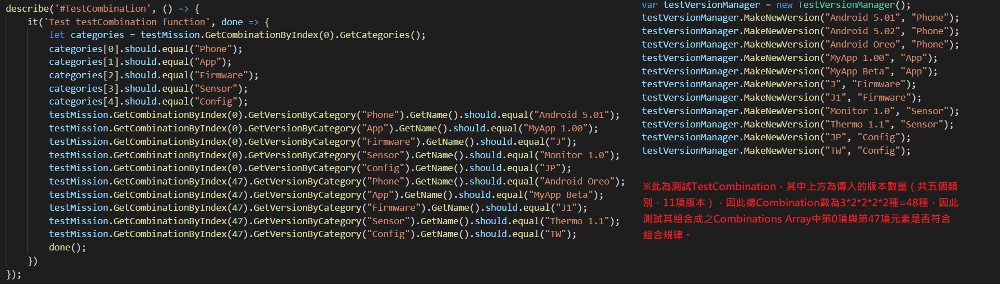 describe('#TestCombination', () => {
it('Test testCombination function', done => {
let categories = testMission.GetCombinationByIndex(0).GetCategories();
categories[0].should.equal("Phone");
categories[1].should.equal("App");
categories[2].should.equal("Firmware");
categories[3].should.equal("Sensor");
categories[4].should.equal("Config");
testMission.GetCombinationByIndex(0).GetVersionByCategory("Phone").GetName().should.equal("Android 5.01");
testMission.GetCombinationByIndex(0).GetVersionByCategory("App").GetName().should.equal("MyApp 1.00");
testMission.GetCombinationByIndex(0).GetVersionByCategory("Firmware").GetName().should.equal("J");
testMission.GetCombinationByIndex(0).GetVersionByCategory("Sensor").GetName().should.equal("Monitor 1.0");
testMission.GetCombinationByIndex(0).GetVersionByCategory("Config").GetName().should.equal("JP");
testMission.GetCombinationByIndex(47).GetVersionByCategory("Phone").GetName().should.equal("Android Oreo");
testMission.GetCombinationByIndex(47).GetVersionByCategory("App").GetName().should.equal("MyApp Beta");
testMission.GetCombinationByIndex(47).GetVersionByCategory("Firmware").GetName().should.equal("J1");
testMission.GetCombinationByIndex(47).GetVersionByCategory("Sensor").GetName().should.equal("Thermo 1.1");
testMission.GetCombinationByIndex(47).GetVersionByCategory("Config").GetName().should.equal("TW");
done();
})
});
var testVersionManager = new TestVersionManager();
testVersionManager.MakeNewVersion("Android 5.01", "Phone");
testVersionManager.MakeNewVersion("Android 5.02", "Phone");
testVersionManager.MakeNewVersion("Android Oreo", "Phone");
testVersionManager.MakeNewVersion("MyApp 1.00", "App");
testVersionManager.MakeNewVersion("MyApp Beta", "App");
testVersionManager.MakeNewVersion("J", "Firmware");
testVersionManager.MakeNewVersion("J1", "Firmware");
testVersionManager.MakeNewVersion("Monitor 1.0", "Sensor");
testVersionManager.MakeNewVersion("Thermo 1.1", "Sensor");
testVersionManager.MakeNewVersion("JP", "Config");
testVersionManager.MakeNewVersion("TW", "Config");
※此為測試TestCombination，其中上方為傳入的版本數量（共五個類
別，11項版本），因此總Combination數為3*2*2*2*2種=48種，因此
測試其組合成之Combinations Array中第0項與第47項元素是否符合
組合規律。